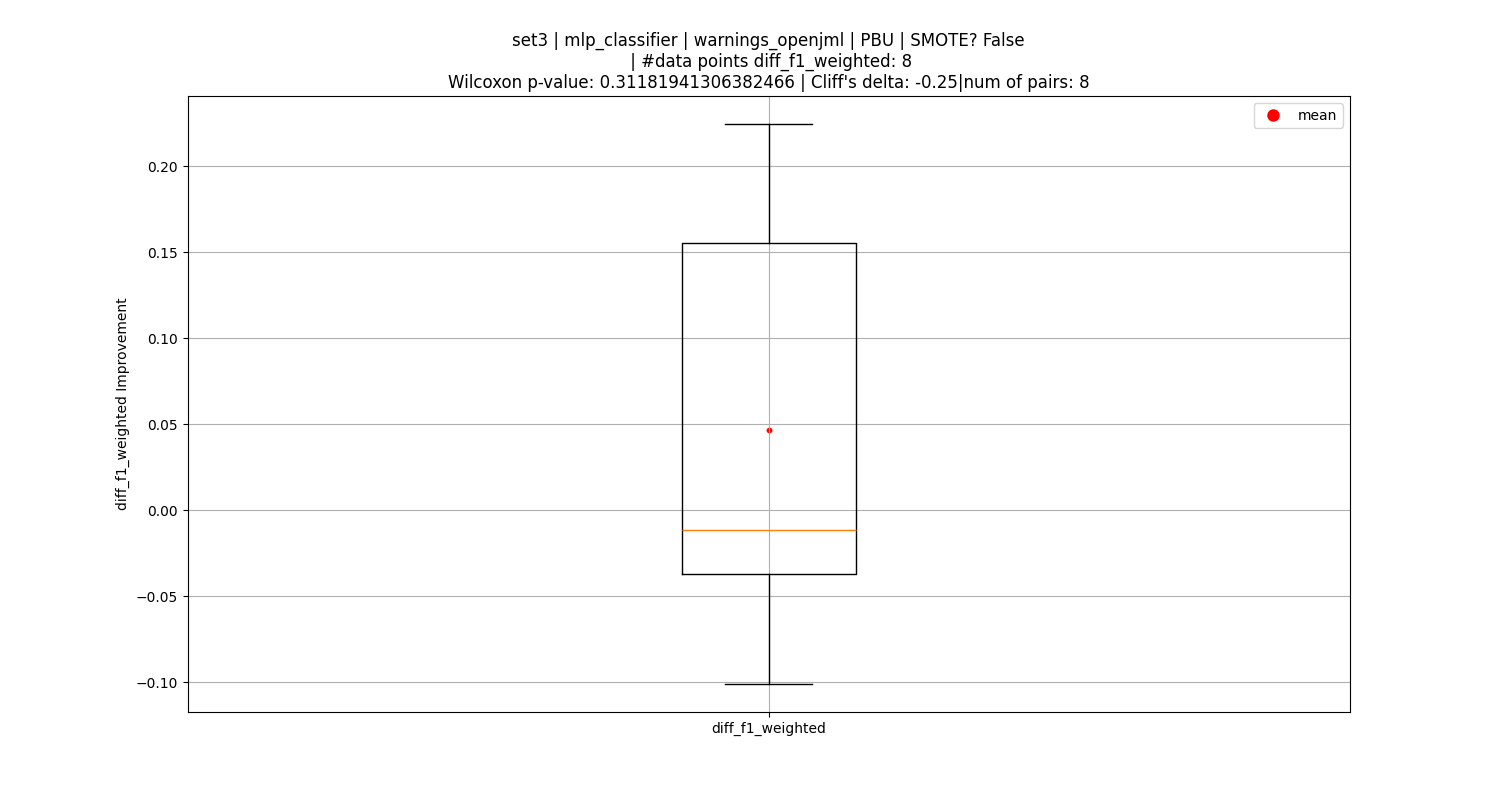 set3 | mlp_classifier | warnings_openjml | PBU | SMOTE? False
| #data points diff_f1_weighted: 8
Wilcoxon p-value: 0.31181941306382466 | Cliff's delta: -0.25|num of pairs: 8
mean
0.20
0.15
0.10
0.05
0.00
−0.05
−0.10
diff_f1_weighted Improvement
diff_f1_weighted